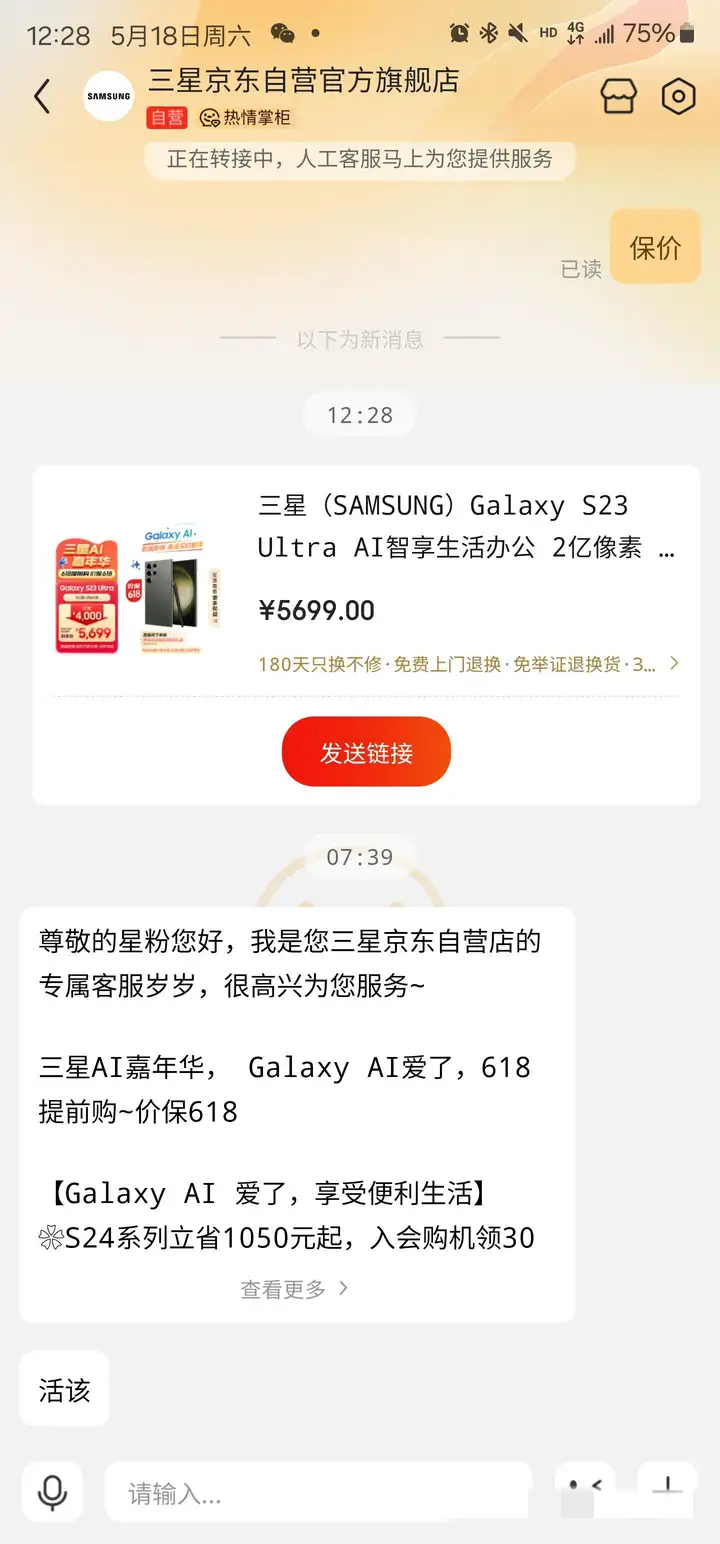 12:28 5月18日周六 HD 4G 75%
SAMSUNG
三星京东自营官方旗舰店
自营 热情掌柜
正在转接中，人工客服马上为您提供服务
保价
已读
以下为新消息
12:28
三星（SAMSUNG）Galaxy S23
Ultra AI智享生活办公 2亿像素 …
¥5699.00
180天只换不修·免费上门退换·免举证退换货·3...
三星AI
嘉年华
Galaxy S23 Ultra
4,000
5,699
Galaxy AI
价保
618
发送链接
07:39
尊敬的星粉您好，我是您三星京东自营店的
专属客服岁岁，很高兴为您服务~
三星AI嘉年华， Galaxy AI爱了，618
提前购~价保618
【Galaxy AI 爱了，享受便利生活】
S24系列立省1050元起，入会购机领30
查看更多
活该
请输入...